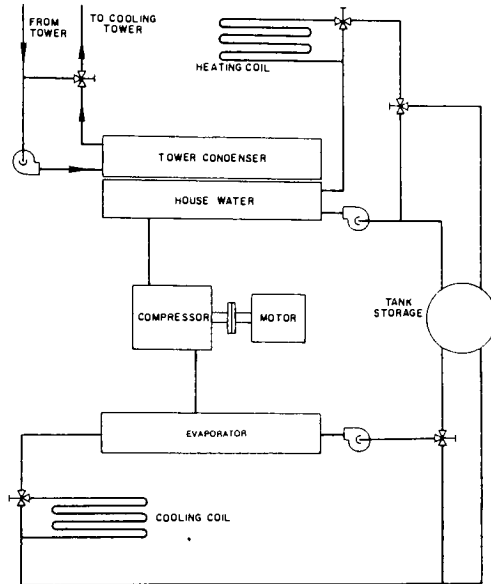 FROM
TOWER
TO COOLING
TOWER
HEATING COIL
TOWER CONDENSER
HOUSE WATER
COMPRESSOR
MOTOR
TANK
STORAGE
EVAPORATOR
COOLING COIL